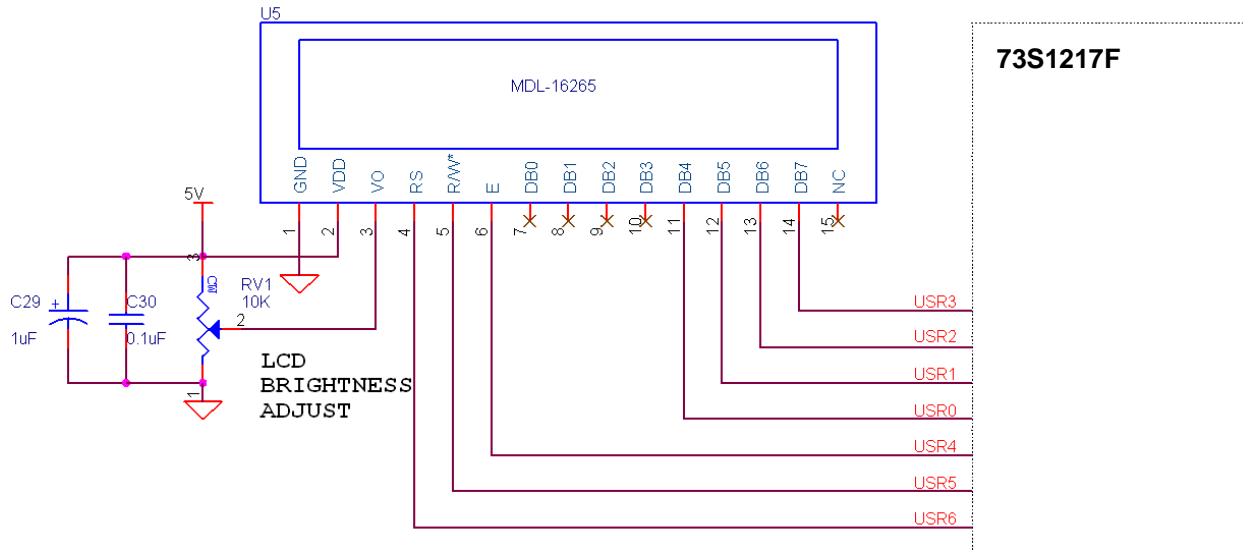 U5
73S1217F
MDL-16265
GND VDD VO RS R/W* E DB0 DB1 DB2 DB3 DB4 DB5 DB6 DB7 NC
1 2 3 4 5 6 7 8 9 10 11 12 13 14 15
5V
3
CW
RV1
10K
2
C29 +
1uF
C30
0.1uF
1
LCD
BRIGHTNESS
ADJUST
USR3
USR2
USR1
USR0
USR4
USR5
USR6